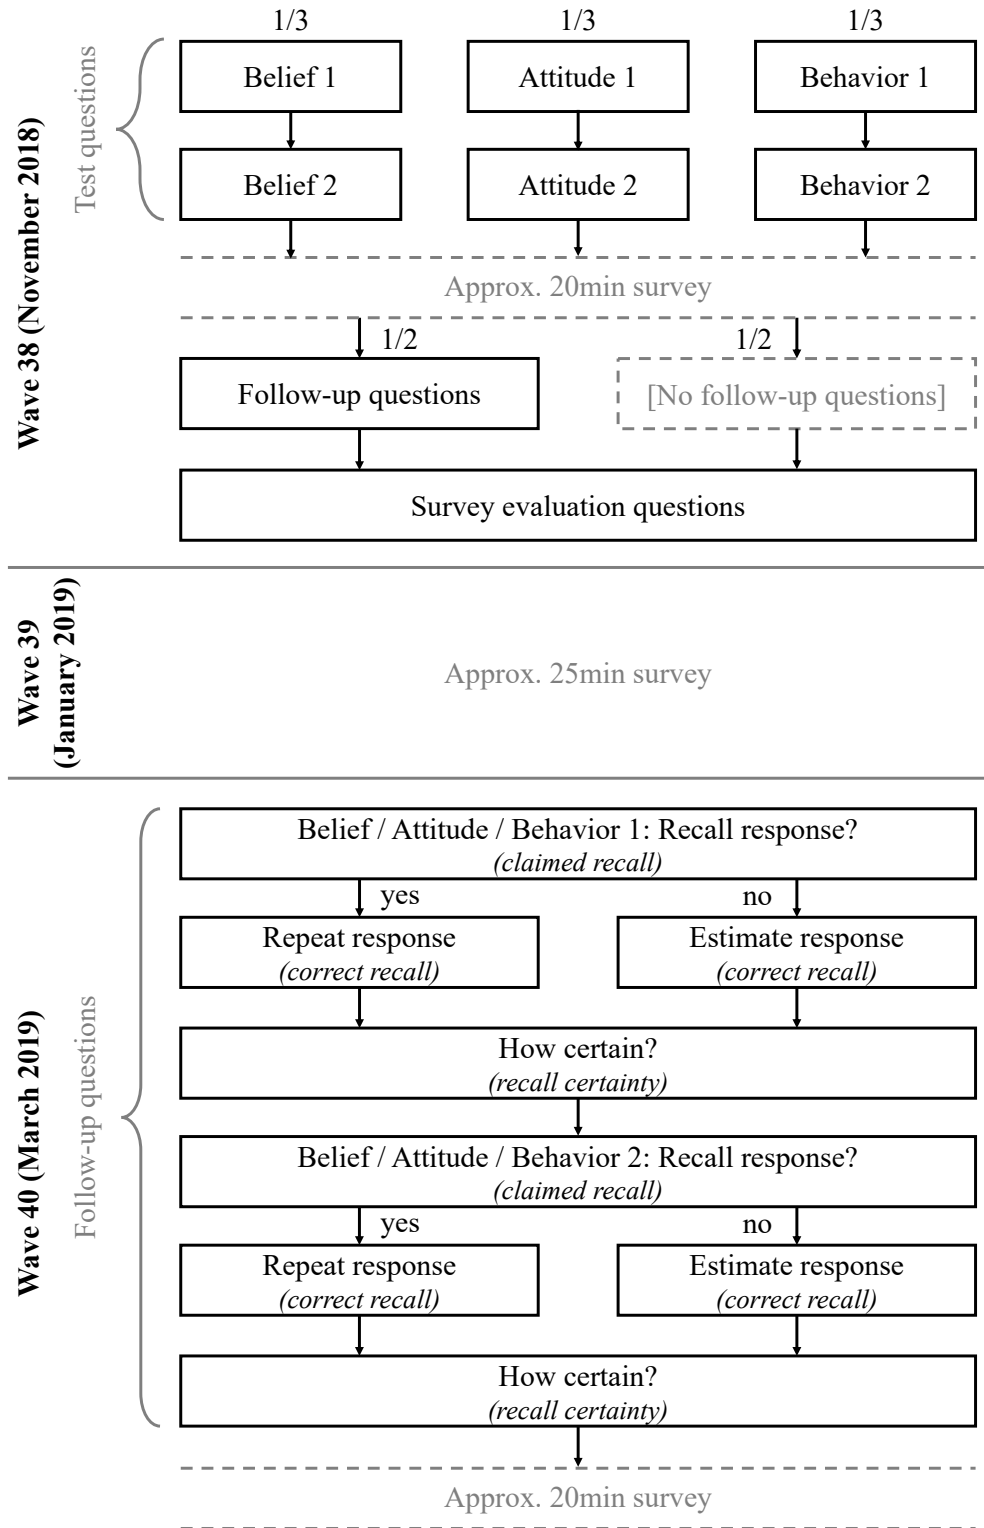 Wave 38 (November 2018)
Test questions
1/3
1/3
1/3
Belief 1
Attitude 1
Behavior 1
Belief 2
Attitude 2
Behavior 2
Approx. 20min survey
1/2
1/2
Follow-up questions
[No follow-up questions]
Survey evaluation questions
Wave 39
(January 2019)
Approx. 25min survey
Wave 40 (March 2019)
Follow-up questions
Belief / Attitude / Behavior 1: Recall response?
(claimed recall)
yes
no
Repeat response
(correct recall)
Estimate response
(correct recall)
How certain?
(recall certainty)
Belief / Attitude / Behavior 2: Recall response?
(claimed recall)
yes
no
Repeat response
(correct recall)
Estimate response
(correct recall)
How certain?
(recall certainty)
Approx. 20min survey